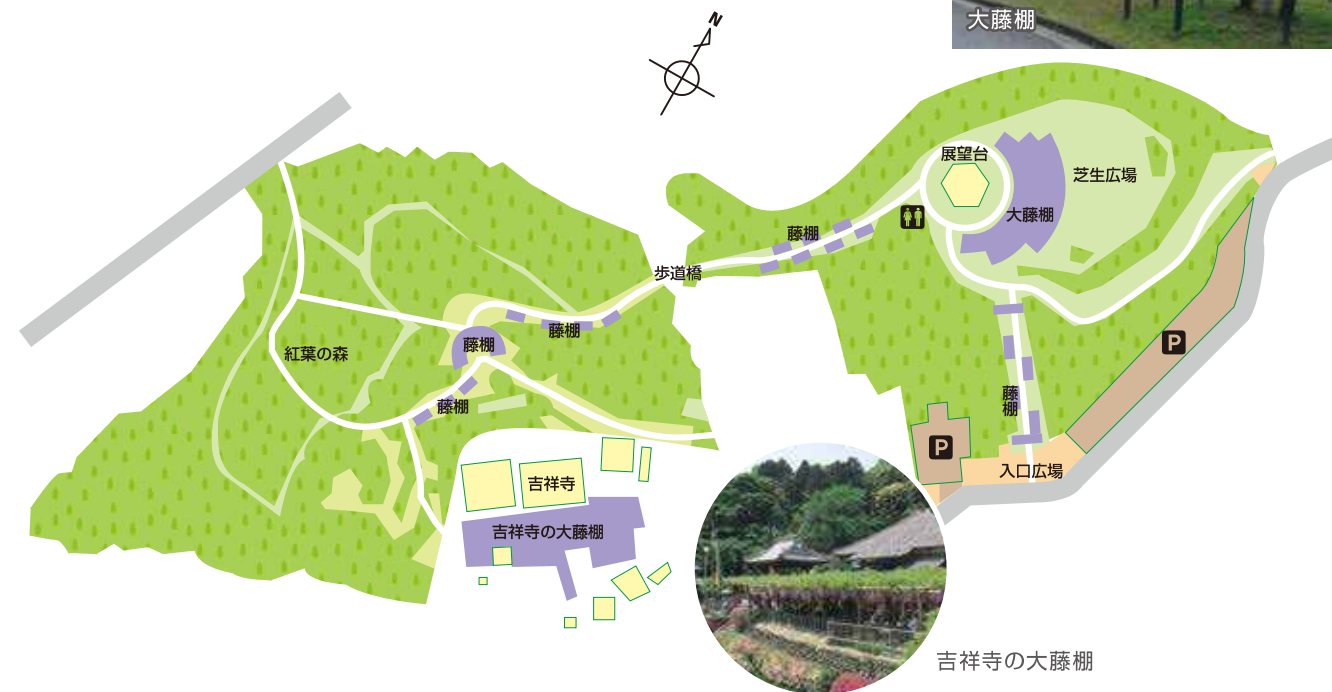 大藤棚
N
展望台
芝生広場
大藤棚
藤棚
歩道橋
藤棚
藤棚
紅葉の森
藤棚
藤棚
P
P
入口広場
吉祥寺
吉祥寺の大藤棚
吉祥寺の大藤棚